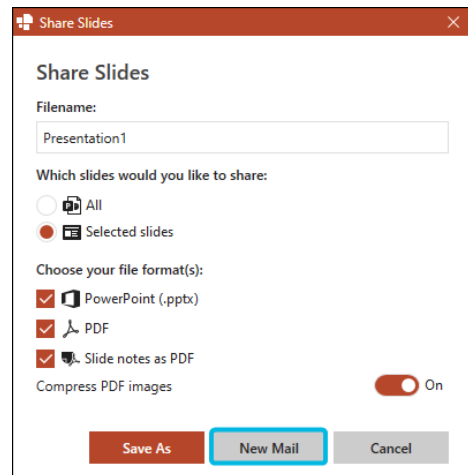 Share Slides
Share Slides
Filename:
Presentation1
Which slides would you like to share:
All
Selected slides
Choose your file format(s):
PowerPoint (.pptx)
PDF
Slide notes as PDF
Compress PDF images On
Save As New Mail Cancel